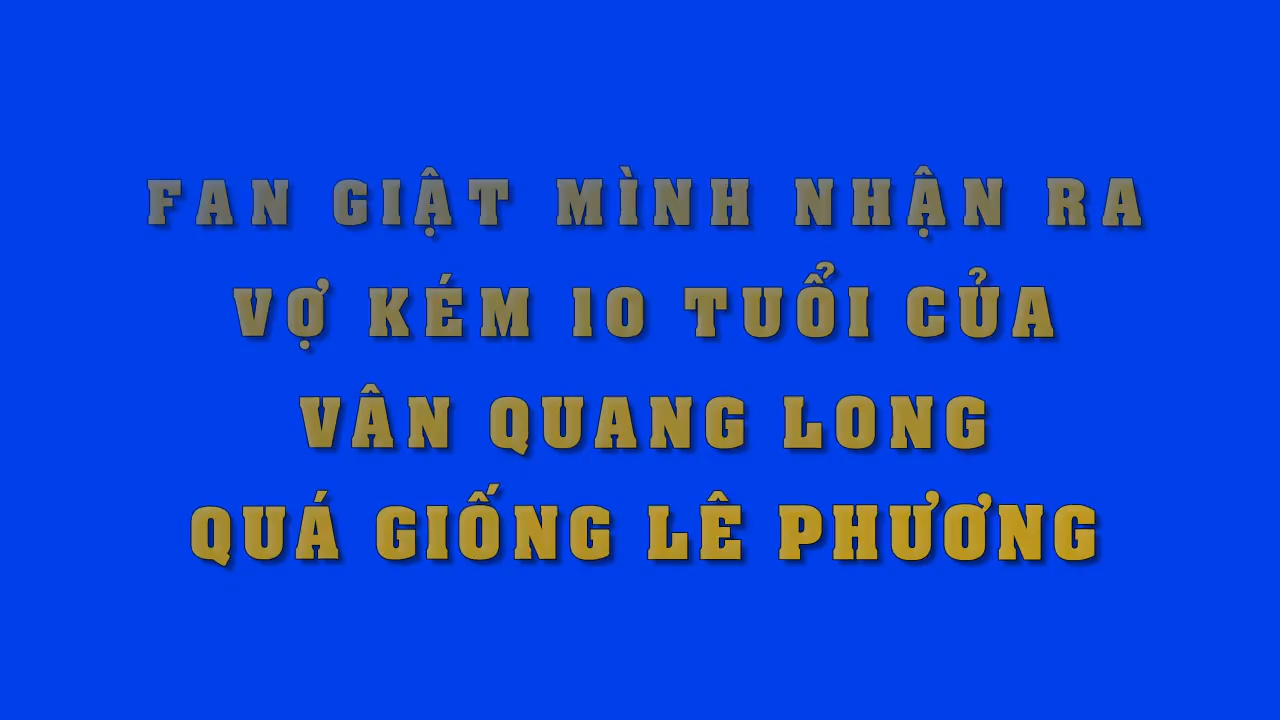 FAN GIẬT MÌNH NHẬN RA
VỢ KÉM 10 TUỔI CỦA
VÂN QUANG LONG
QUÁ GIỐNG LÊ PHƯƠNG